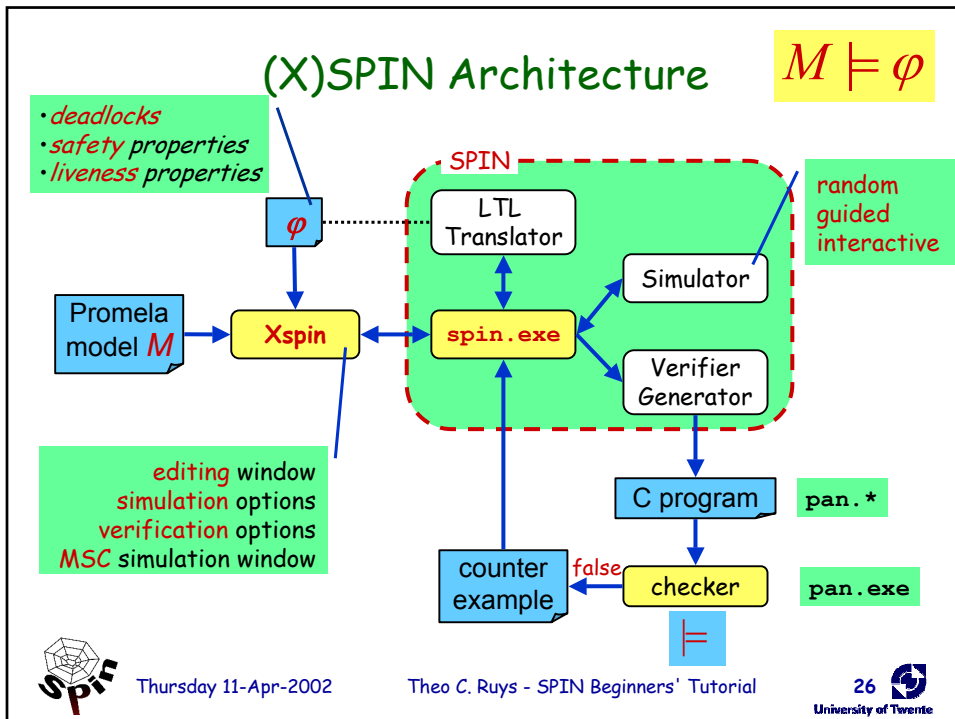 (X)SPIN Architecture
M ⊨ φ
•deadlocks
•safety properties
•liveness properties
SPIN
random
guided
interactive
φ
LTL
Translator
Simulator
Promela
model M
Xspin
spin.exe
Verifier
Generator
editing window
simulation options
verification options
MSC simulation window
C program
pan.*
counter
example
false
checker
pan.exe
⊨
Spin
Thursday 11-Apr-2002
Theo C. Ruys - SPIN Beginners' Tutorial
26
University of Twente